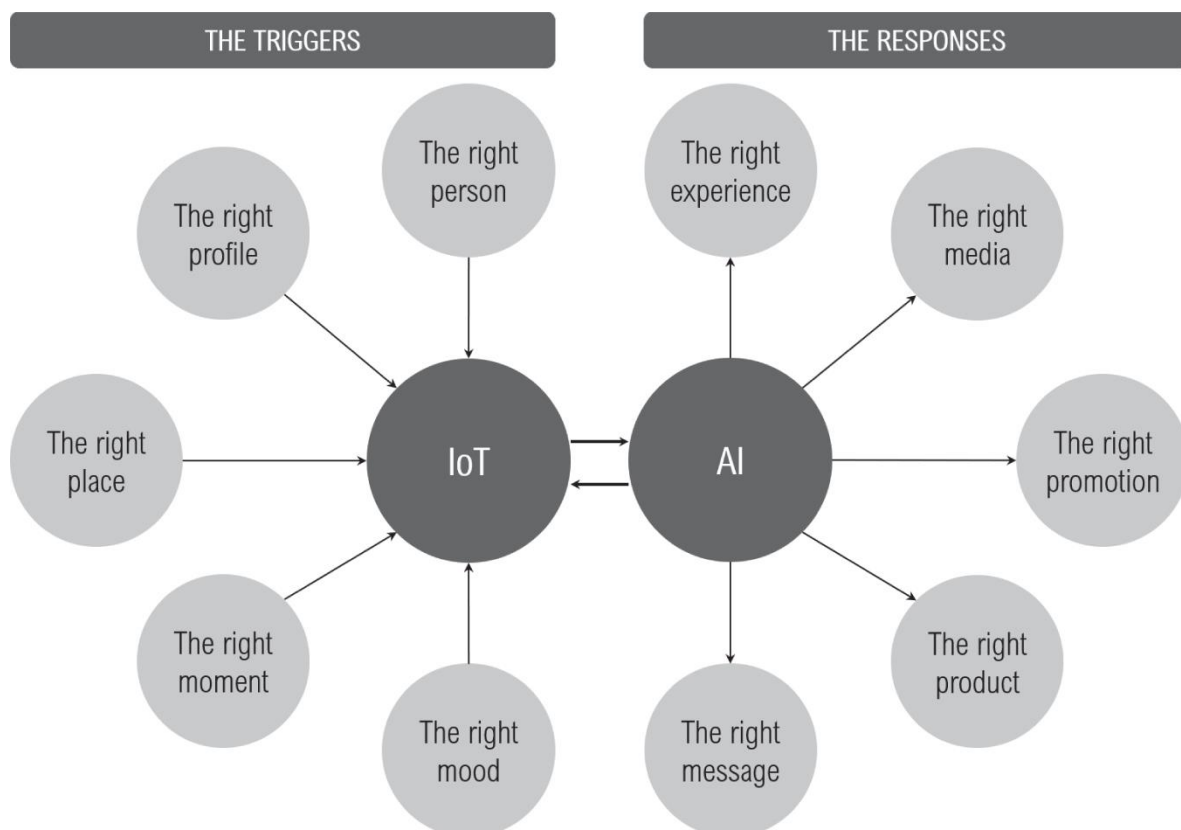 THE TRIGGERS
THE RESPONSES
The right
person
The right
profile
The right
place
The right
moment
The right
mood
IoT
AI
The right
experience
The right
media
The right
promotion
The right
product
The right
message